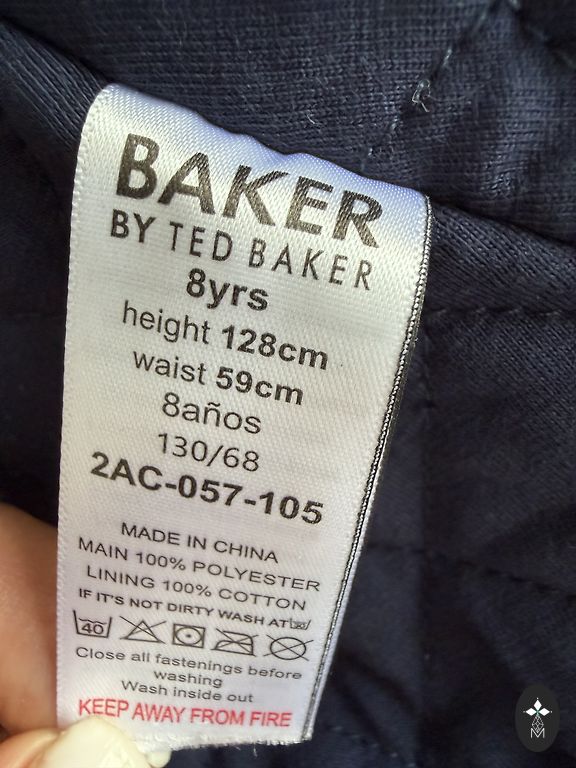 BAKER
BY TED BAKER
8yrs
height 128cm
waist 59cm
8años
130/68
2AC-057-105
MADE IN CHINA
MAIN 100% POLYESTER
LINING 100% COTTON
IF IT'S NOT DIRTY WASH AT
40
Close all fastenings before
washing
Wash inside out
KEEP AWAY FROM FIRE
M